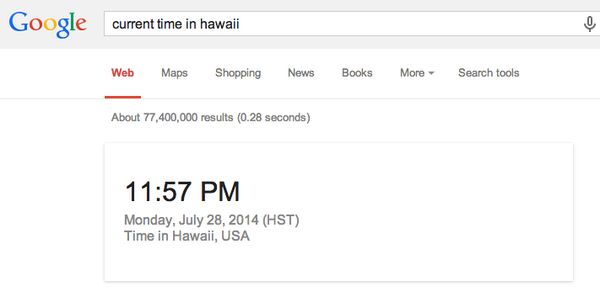 Google current time in hawaii
Web Maps Shopping News Books More Search tools
About 77,400,000 results (0.28 seconds)
11:57 PM
Monday, July 28, 2014 (HST)
Time in Hawaii, USA